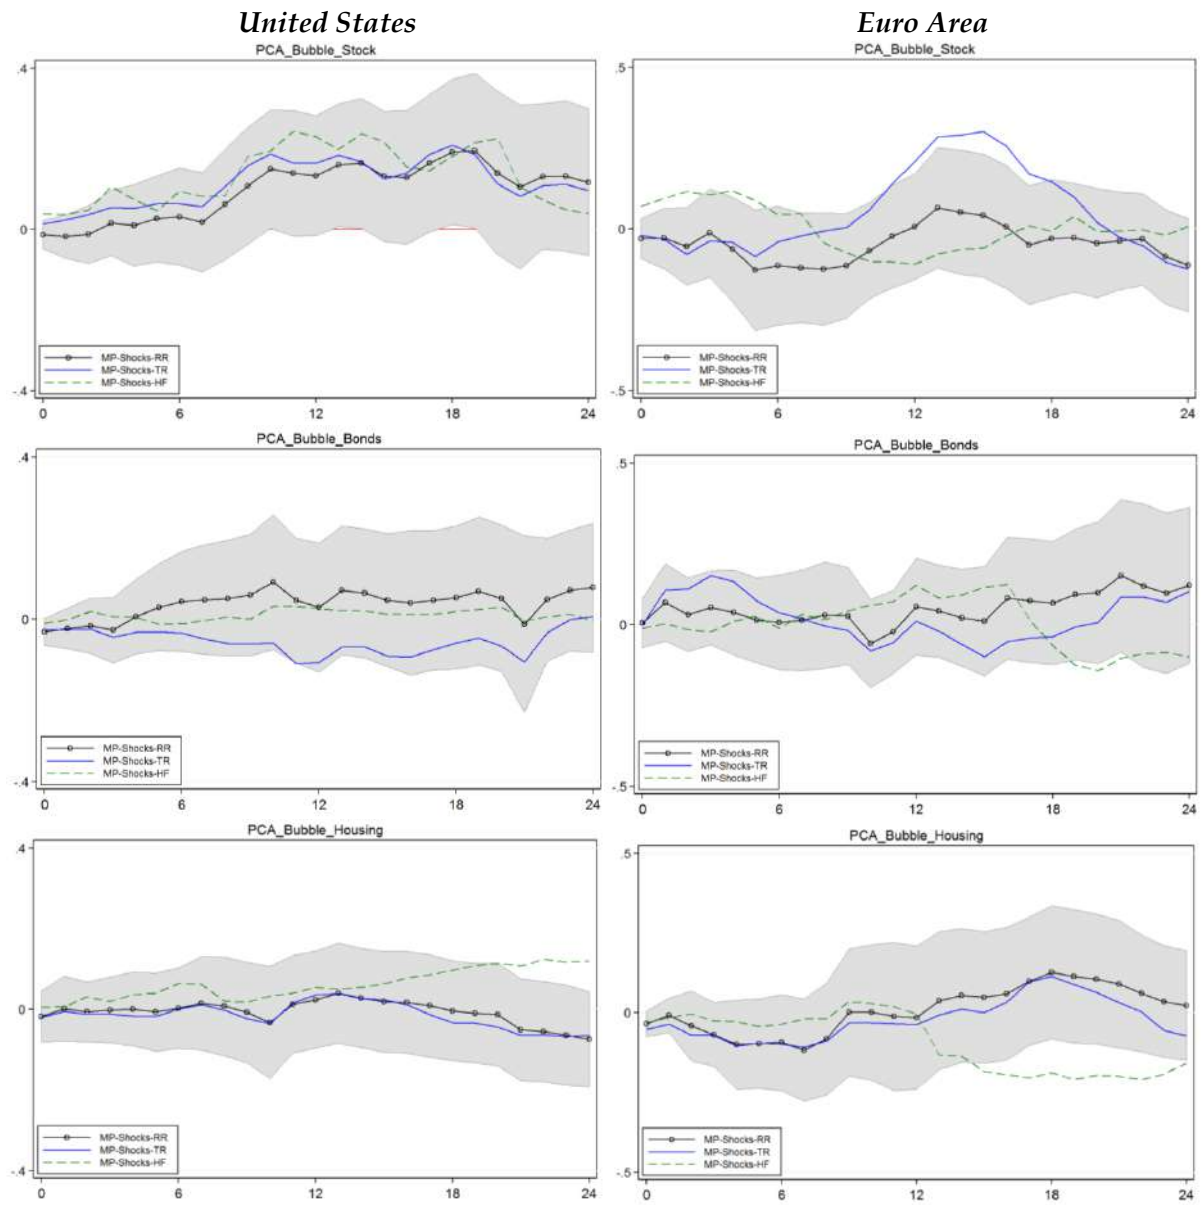 United States
Euro Area
PCA_Bubble_Stock
.4
0
-.4
MP-Shocks-RR
MP-Shocks-TR
MP-Shocks-HF
0 6 12 18 24
PCA_Bubble_Stock
.5
0
-.5
MP-Shocks-RR
MP-Shocks-TR
MP-Shocks-HF
0 6 12 18 24
PCA_Bubble_Bonds
.4
0
-.4
MP-Shocks-RR
MP-Shocks-TR
MP-Shocks-HF
0 6 12 18 24
PCA_Bubble_Bonds
.5
0
-.5
MP-Shocks-RR
MP-Shocks-TR
MP-Shocks-HF
0 6 12 18 24
PCA_Bubble_Housing
.4
0
-.4
MP-Shocks-RR
MP-Shocks-TR
MP-Shocks-HF
0 6 12 18 24
PCA_Bubble_Housing
.5
0
-.5
MP-Shocks-RR
MP-Shocks-TR
MP-Shocks-HF
0 6 12 18 24